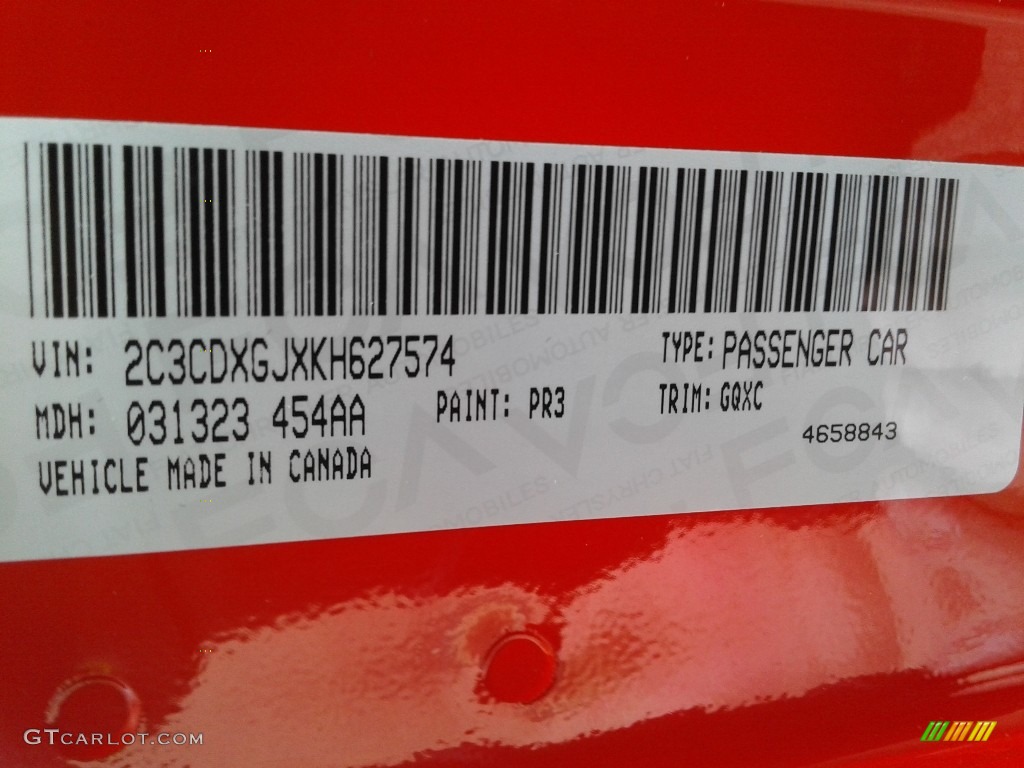 VIN: 2C3CDXGJXKH627574 TYPE: PASSENGER CAR
MDH: 031323 454AA PAINT: PR3 TRIM: GQXC
4658843
VEHICLE MADE IN CANADA
GTCARLOT.COM